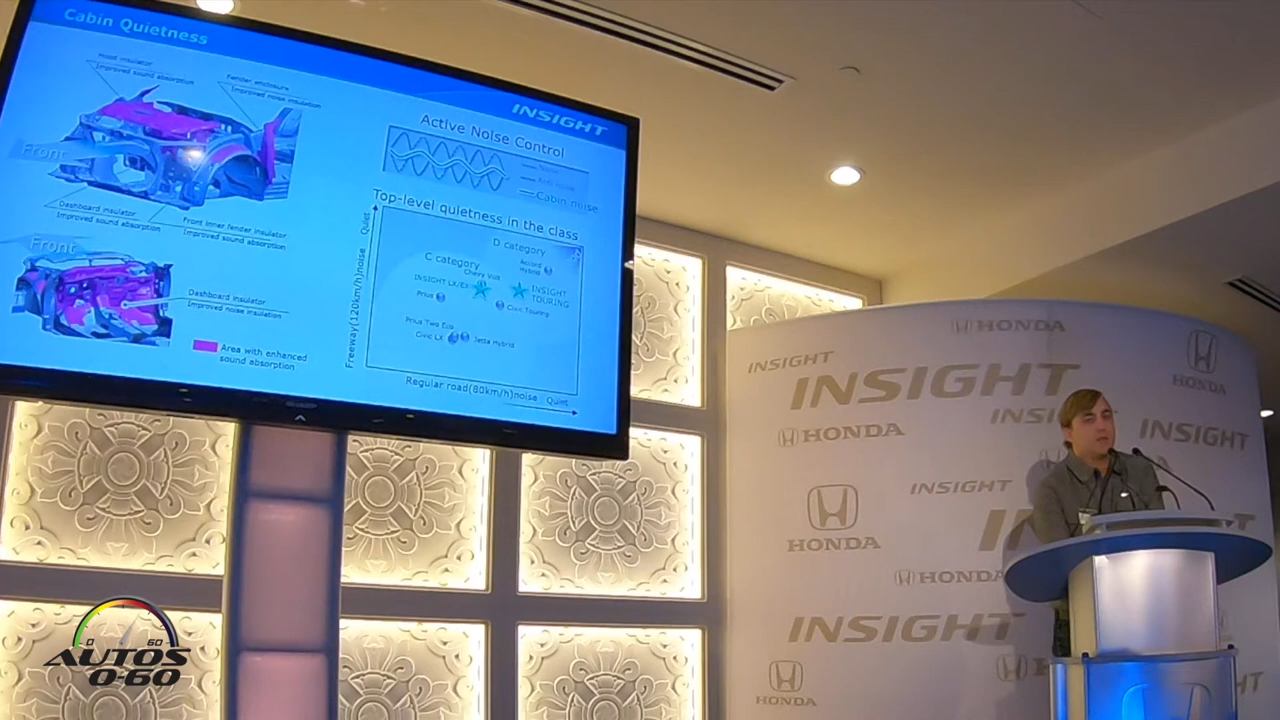 Cabin Quietness
INSIGHT
Hood insulator
Improved sound absorption
Fender enclosure
Improved noise insulation
Front
Dashboard insulator
Improved sound absorption
Front inner fender insulator
Improved sound absorption
Front
Dashboard insulator
Improved noise insulation
Area with enhanced
sound absorption
Active Noise Control
Cabin noise
Top-level quietness in the class
Freeway(120km/h)noise Quiet
D category
Accord
Hybrid
C category
Chevy Volt
INSIGHT LX/EX
INSIGHT
TOURING
Prius
Civic Touring
Prius Two Eco
Civic LX
Jetta Hybrid
Regular road(80km/h)noise Quiet
HONDA
INSIGHT
INSIGHT
HONDA
INSI
HONDA
INSIGHT
INSIGHT
HONDA
IN
HONDA
INSIGHT
HONDA
0 60
AUTOS
0-60